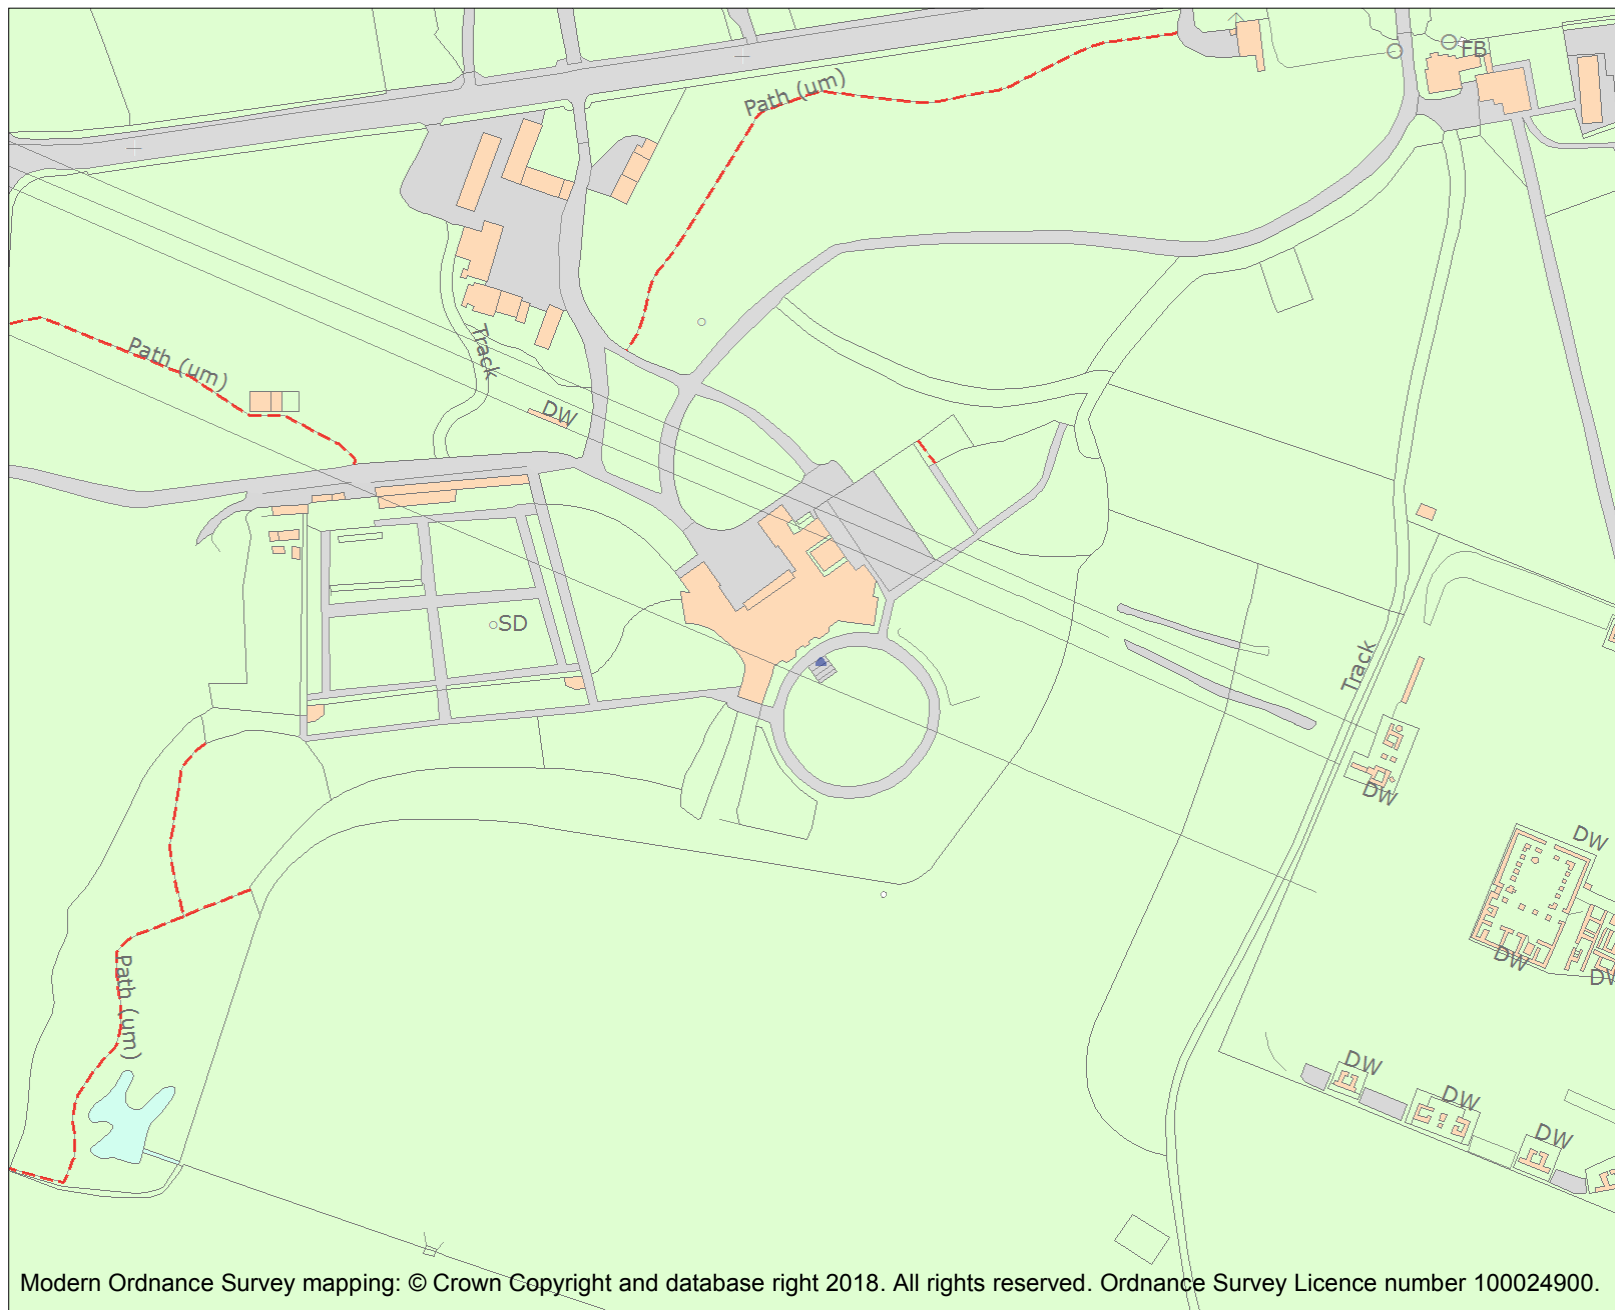 FB
Path (um)
Track
Path (um)
DW
SD
Track
DW
DW
DW
DW
Path (um)
DW
DW
DW
Modern Ordnance Survey mapping: © Crown Copyright and database right 2018. All rights reserved. Ordnance Survey Licence number 100024900.